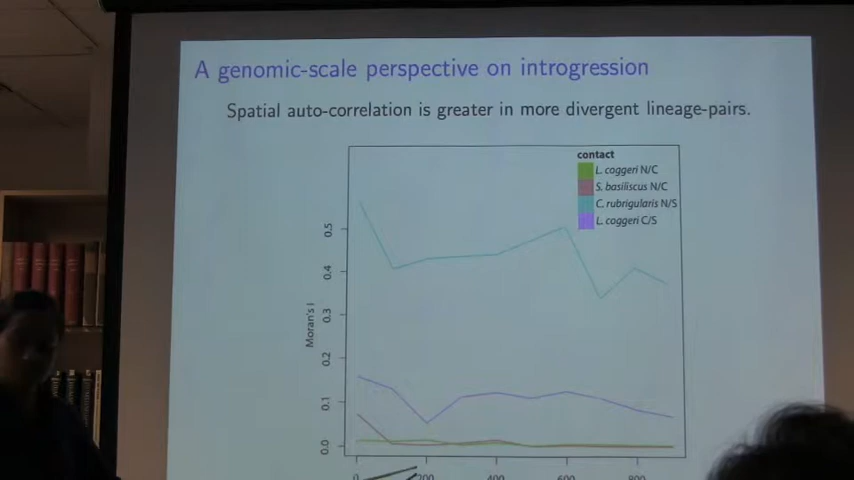 A genomic-scale perspective on introgression
Spatial auto-correlation is greater in more divergent lineage-pairs.
contact
L. coggeri N/C
S. basiliscus N/C
C. rubrigularis N/S
L. coggeri C/S
Moran's I
0.5
0.4
0.3
0.2
0.1
0.0
0 200 400 600 800